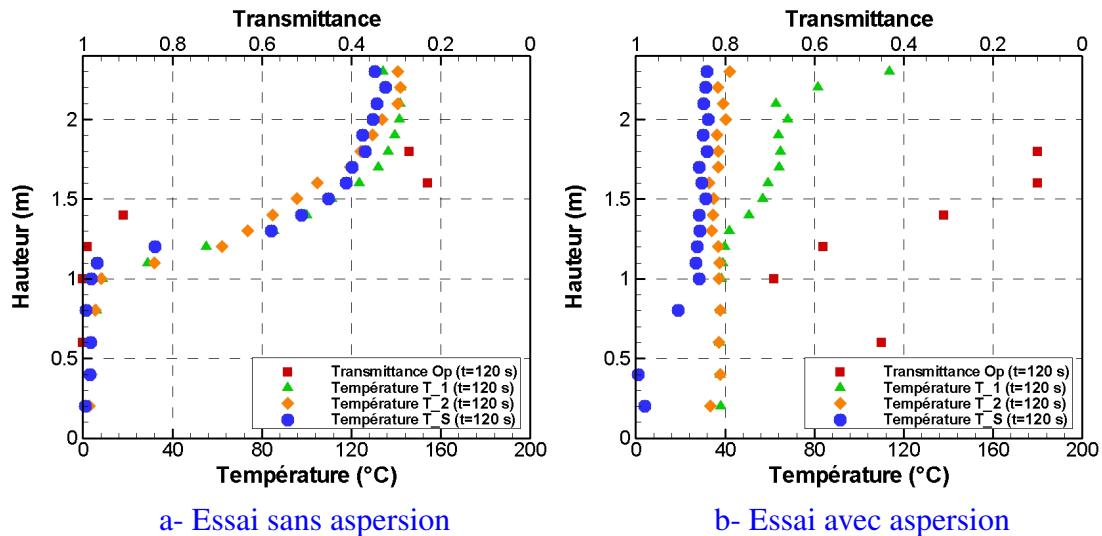 Transmittance
1 0.8 0.6 0.4 0.2 0
Hauteur (m)
2
1.5
1
0.5
0
Transmittance Op (t=120 s)
Température T_1 (t=120 s)
Température T_2 (t=120 s)
Température T_S (t=120 s)
0 40 80 120 160 200
Température (°C)
a- Essai sans aspersion
Transmittance
1 0.8 0.6 0.4 0.2 0
Hauteur (m)
2
1.5
1
0.5
0
Transmittance Op (t=120 s)
Température T_1 (t=120 s)
Température T_2 (t=120 s)
Température T_S (t=120 s)
0 40 80 120 160 200
Température (°C)
b- Essai avec aspersion